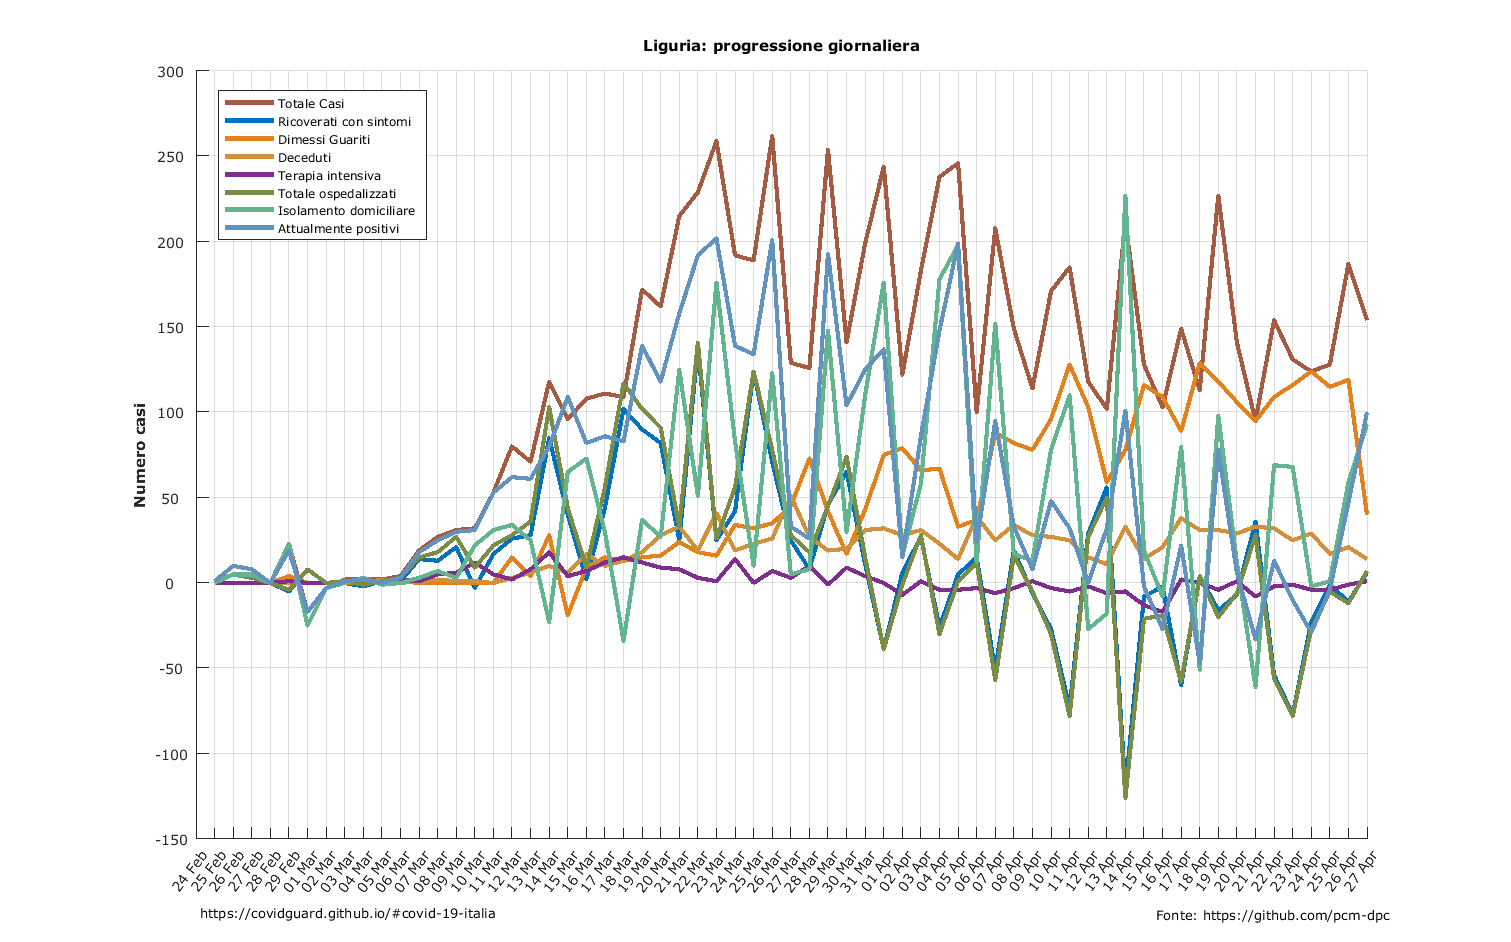 Liguria: progressione giornaliera
Totale Casi
Ricoverati con sintomi
Dimessi Guariti
Deceduti
Terapia intensiva
Totale ospedalizzati
Isolamento domiciliare
Attualmente positivi
Numero casi
300
250
200
150
100
50
0
-50
-100
-150
24 Feb
25 Feb
26 Feb
27 Feb
28 Feb
29 Feb
01 Mar
02 Mar
03 Mar
04 Mar
05 Mar
06 Mar
07 Mar
08 Mar
09 Mar
10 Mar
11 Mar
12 Mar
13 Mar
14 Mar
15 Mar
16 Mar
17 Mar
18 Mar
19 Mar
20 Mar
21 Mar
22 Mar
23 Mar
24 Mar
25 Mar
26 Mar
27 Mar
28 Mar
29 Mar
30 Mar
31 Mar
01 Apr
02 Apr
03 Apr
04 Apr
05 Apr
06 Apr
07 Apr
08 Apr
09 Apr
10 Apr
11 Apr
12 Apr
13 Apr
14 Apr
15 Apr
16 Apr
17 Apr
18 Apr
19 Apr
20 Apr
21 Apr
22 Apr
23 Apr
24 Apr
25 Apr
26 Apr
27 Apr
https://covidguard.github.io/#covid-19-italia
Fonte: https://github.com/pcm-dpc